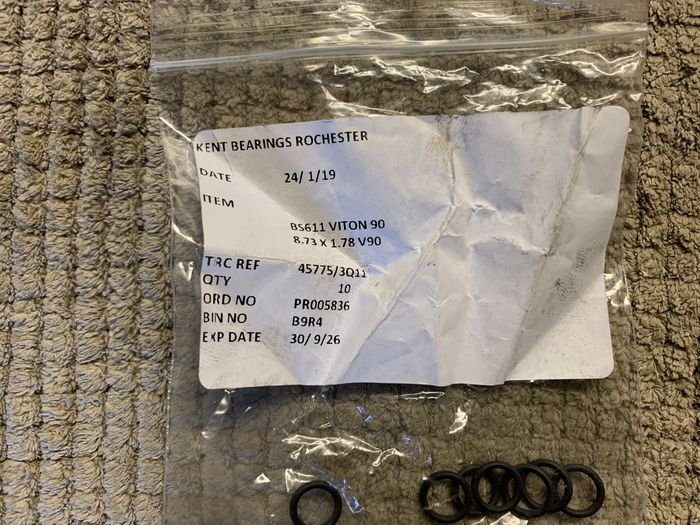 KENT BEARINGS ROCHESTER
DATE 24/ 1/19
ITEM
BS611 VITON 90
8.73 X 1.78 V90
TRC REF 45775/3Q11
QTY 10
ORD NO PR005836
BIN NO B9R4
EXP DATE 30/ 9/26